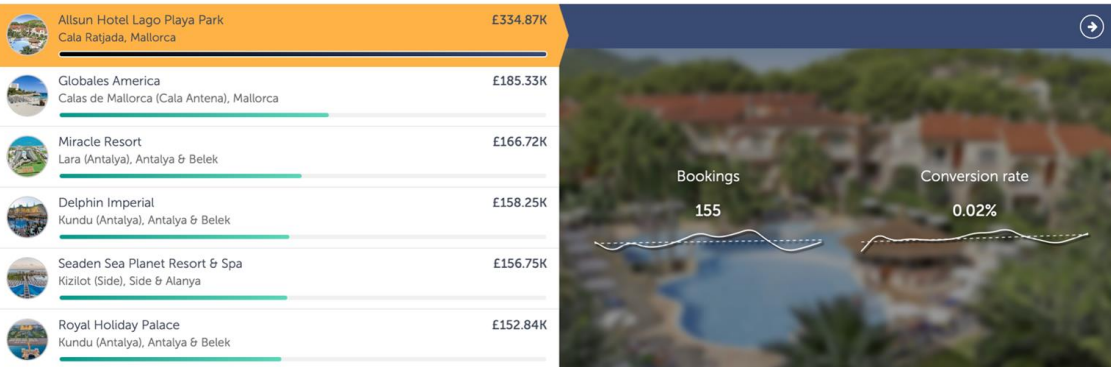 Allsun Hotel Lago Playa Park
£334.87K
Cala Ratjada, Mallorca
Globales America
£185.33K
Calas de Mallorca (Cala Antena), Mallorca
Miracle Resort
£166.72K
Lara (Antalya), Antalya & Belek
Delphin Imperial
£158.25K
Kundu (Antalya), Antalya & Belek
Seaden Sea Planet Resort & Spa
£156.75K
Kizilot (Side), Side & Alanya
Royal Holiday Palace
£152.84K
Kundu (Antalya), Antalya & Belek
Bookings
155
Conversion rate
0.02%